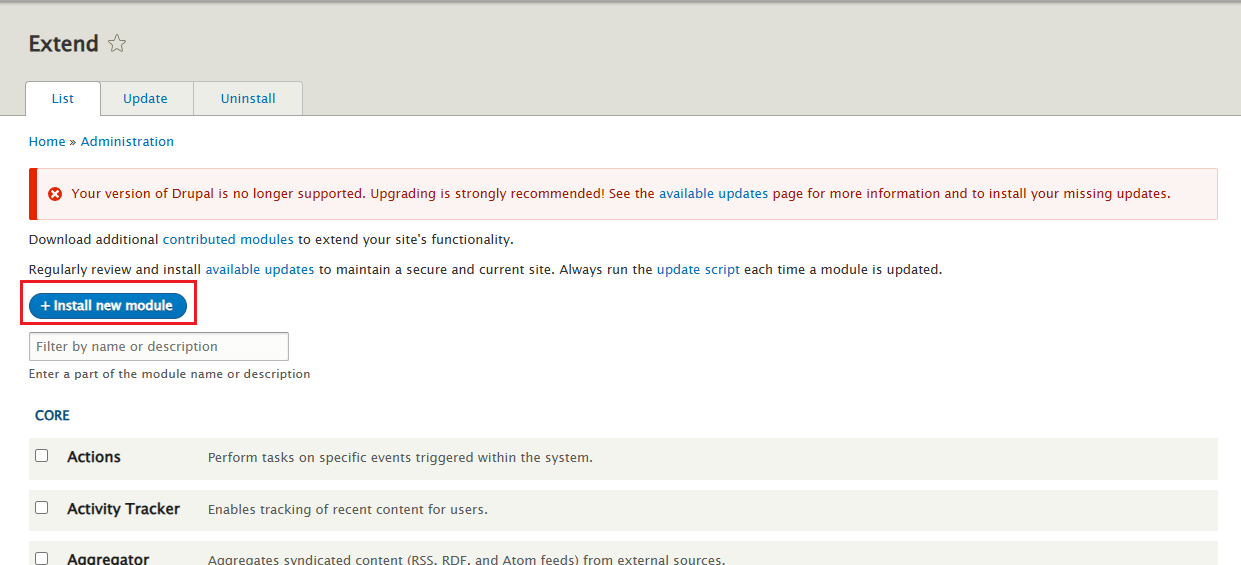 Extend
List Update Uninstall
Home » Administration
Your version of Drupal is no longer supported. Upgrading is strongly recommended! See the available updates page for more information and to install your missing updates.
Download additional contributed modules to extend your site's functionality.
Regularly review and install available updates to maintain a secure and current site. Always run the update script each time a module is updated.
+ Install new module
Filter by name or description
Enter a part of the module name or description
CORE
Actions Perform tasks on specific events triggered within the system.
Activity Tracker Enables tracking of recent content for users.
Aggregator Aggregates syndicated content (RSS, RDF, and Atom feeds) from external sources.